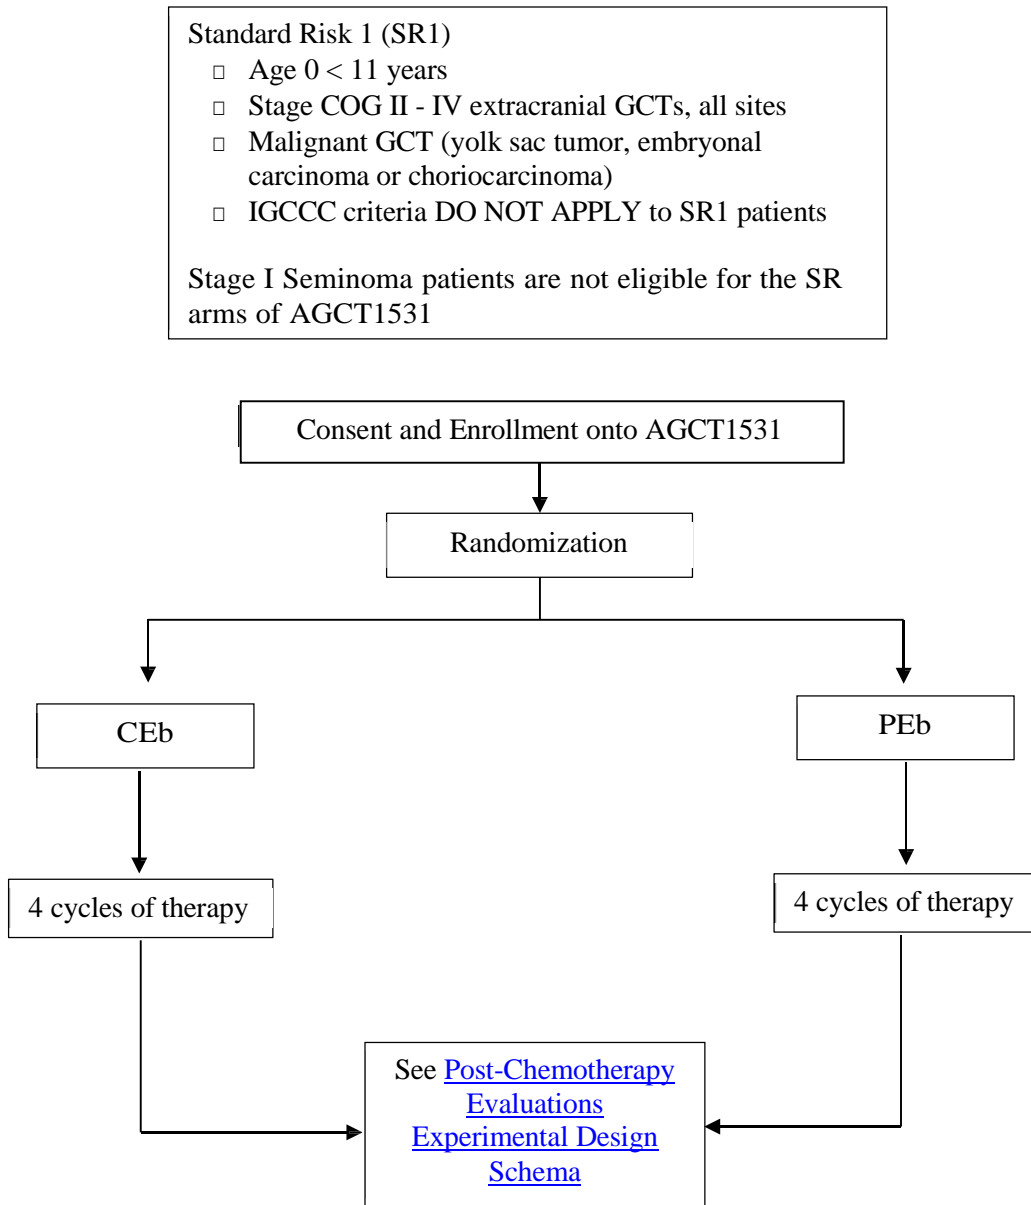 Standard Risk 1 (SR1)
□ Age 0 < 11 years
□ Stage COG II - IV extracranial GCTs, all sites
□ Malignant GCT (yolk sac tumor, embryonal
carcinoma or choriocarcinoma)
□ IGCCC criteria DO NOT APPLY to SR1 patients
Stage I Seminoma patients are not eligible for the SR
arms of AGCT1531
Consent and Enrollment onto AGCT1531
Randomization
CEb
PEb
4 cycles of therapy
4 cycles of therapy
See Post-Chemotherapy
Evaluations
Experimental Design
Schema